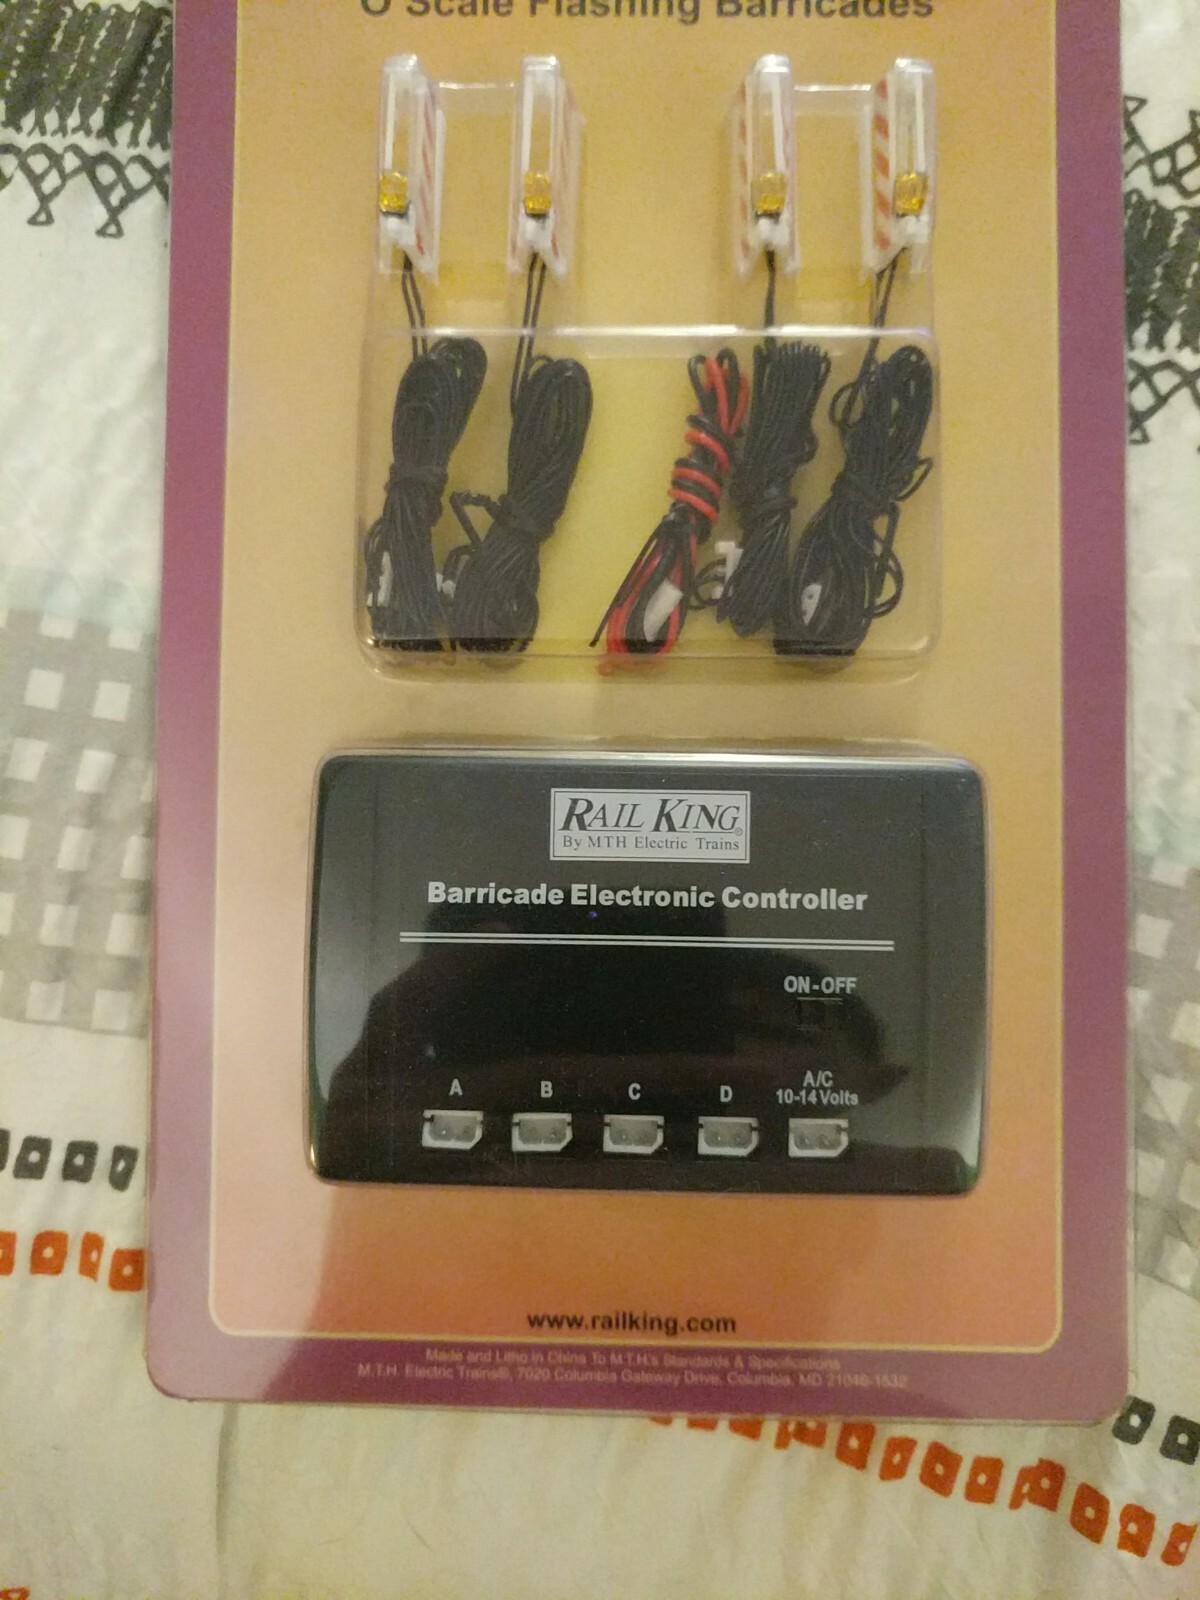 O Scale Flashing Barricades
RAIL KING®
By MTH Electric Trains
Barricade Electronic Controller
ON-OFF
A B C D A/C
10-14 Volts
www.railking.com
Made and Litho in China To M.T.H.'s Standards & Specifications
M.T.H. Electric Trains®, 7020 Columbia Gateway Drive, Columbia, MD 21046-1532